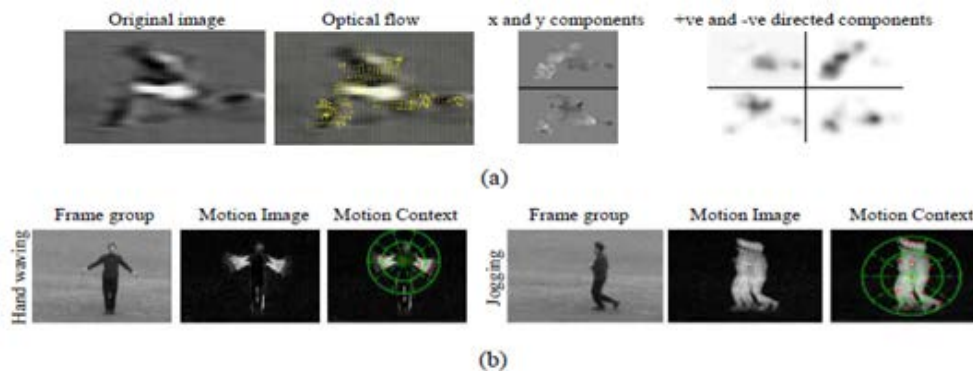 Original image Optical flow x and y components +ve and -ve directed components
(a)
Frame group Motion Image Motion Context Frame group Motion Image Motion Context
Hand waving
Jogging
(b)